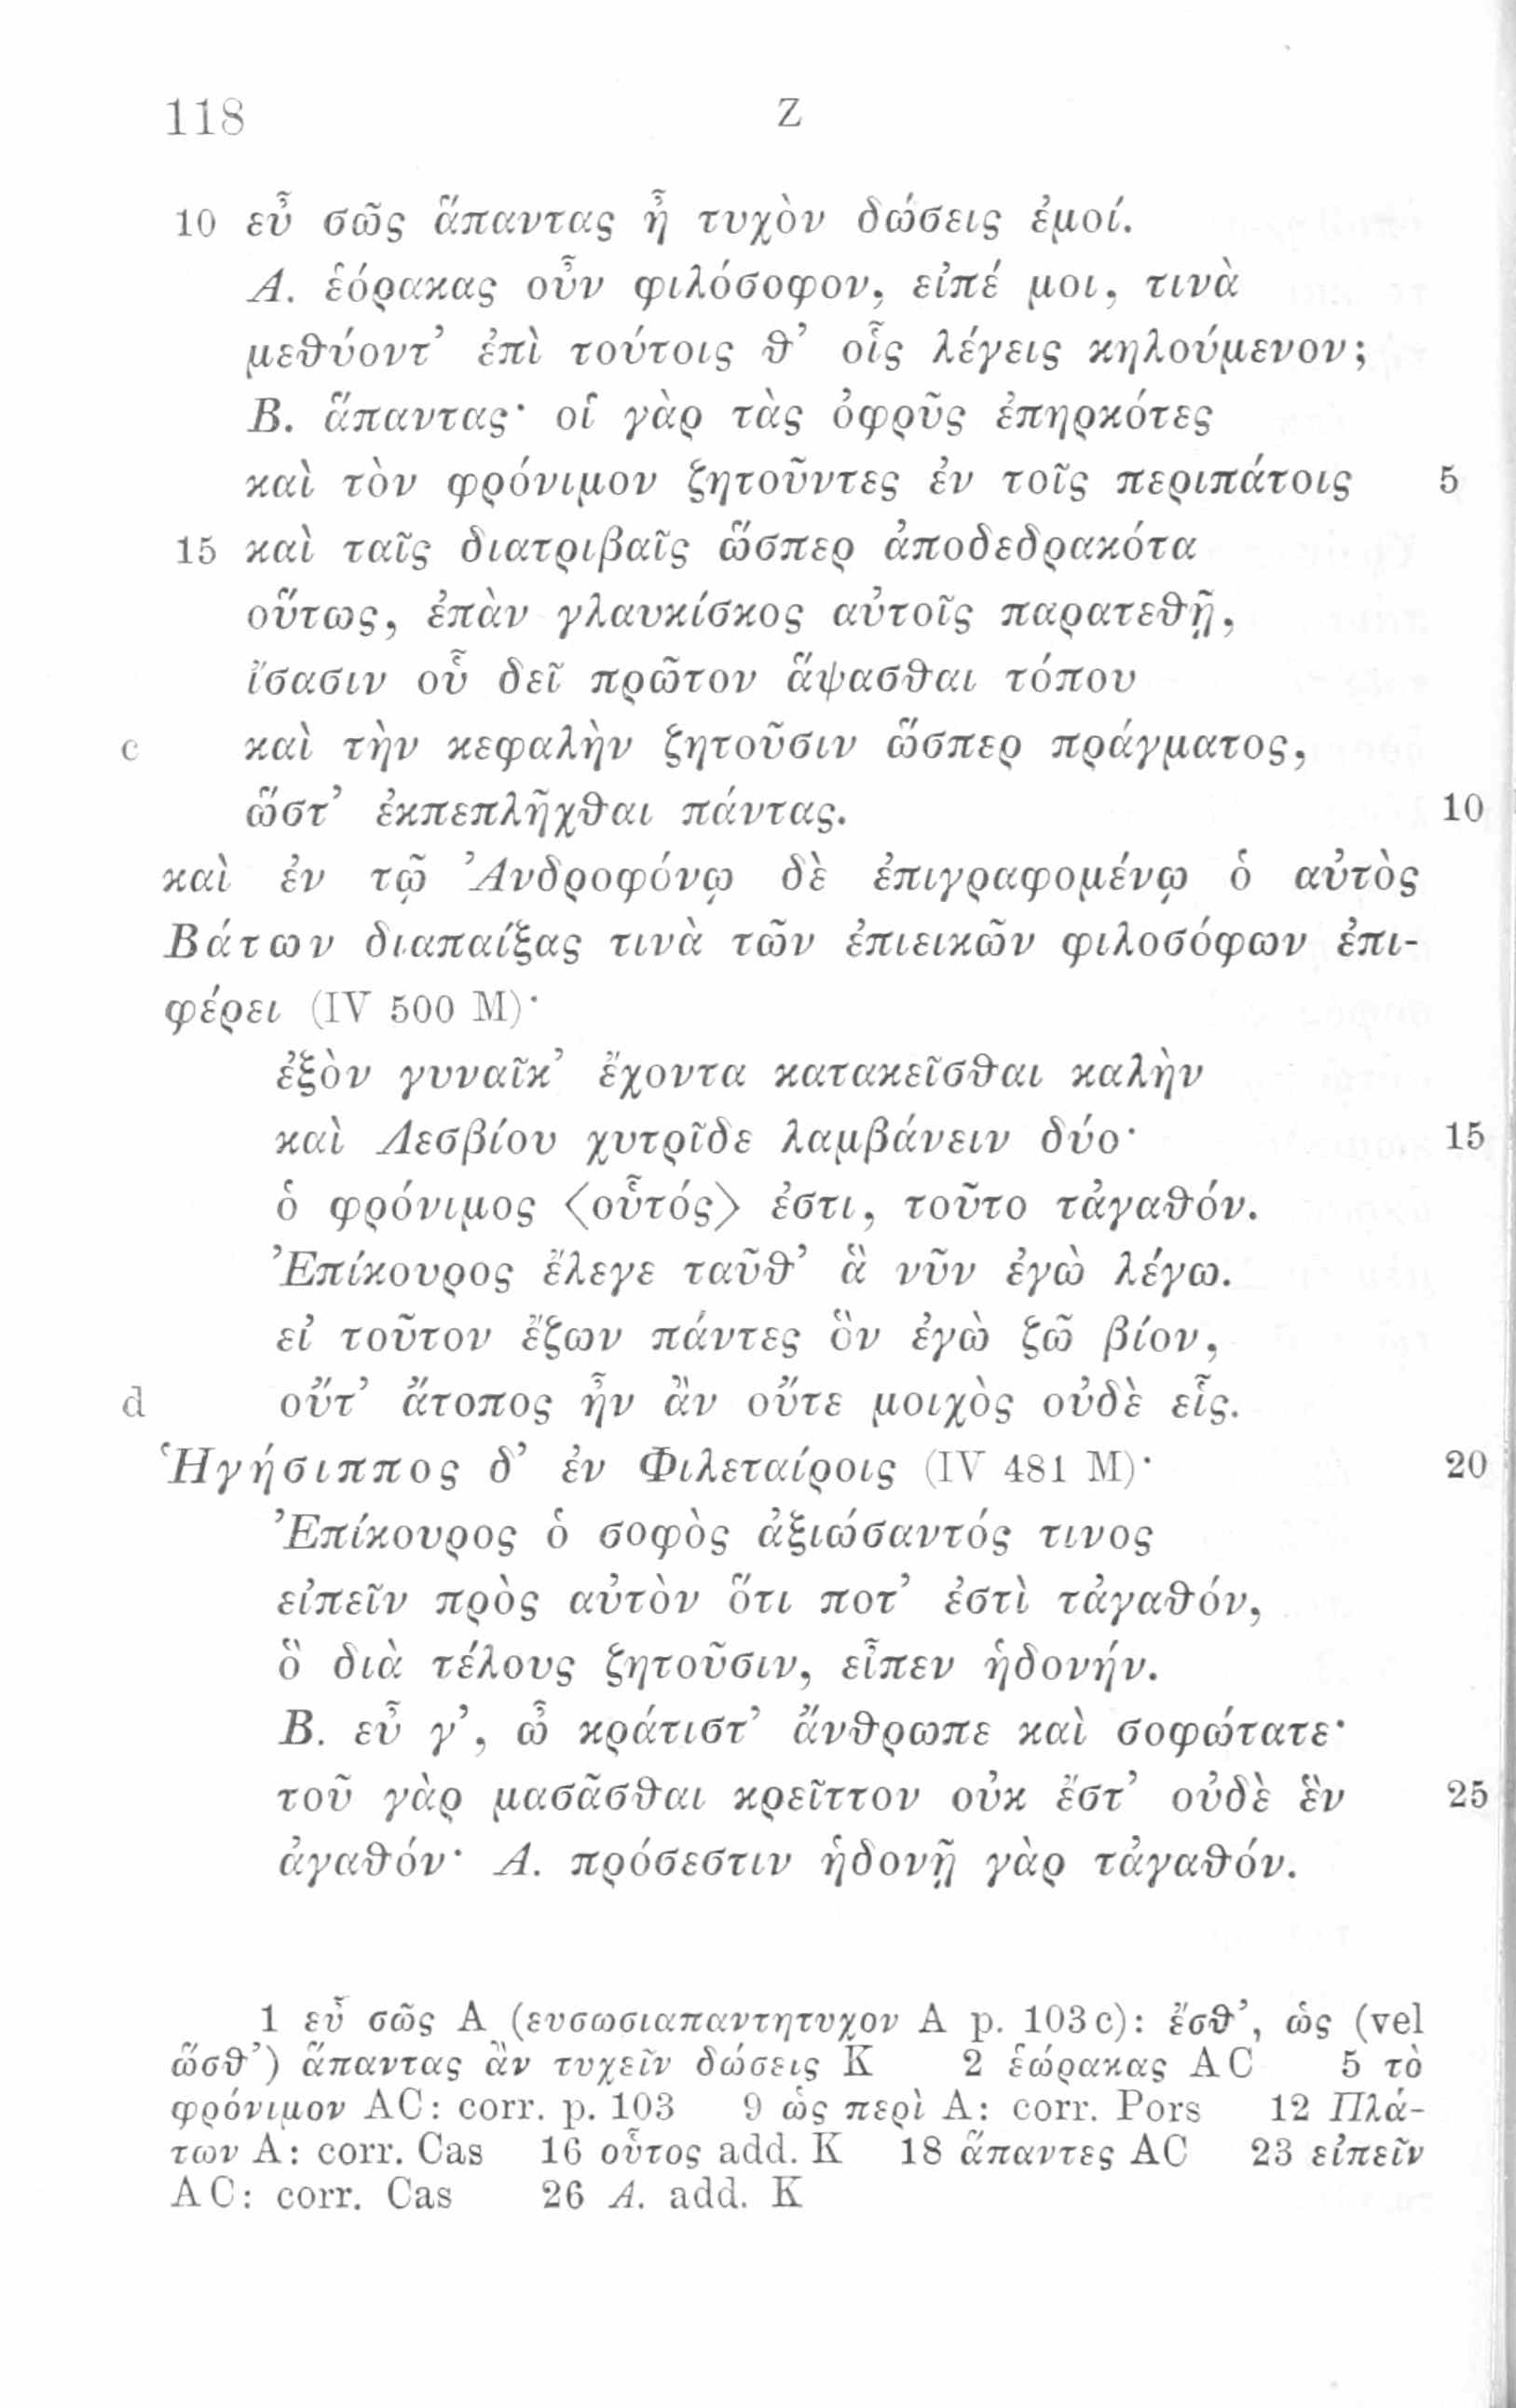 118 Z
10 εὖ σῶς ἅπαντας ἦ τυχὸν δώσεις ἐμοί.
Α. ἑόρακας οὖν φιλόσοφον, εἰπέ μοι, τινὰ
μεθύοντ’ ἐπὶ τούτοις θ’ οἷς λέγεις κηλούμενον;
Β. ἅπαντας· οἱ γὰρ τὰς ὀφρῦς ἐπηρκότες
καὶ τὸν φρόνιμον ζητοῦντες ἐν τοῖς περιπάτοις 5
15 καὶ ταῖς διατριβαῖς ὥσπερ ἀποδεδρακότα
οὕτως, ἐπὰν γλαυκίσκος αὐτοῖς παρατεθῇ,
ἴσασιν οὗ δεῖ πρῶτον ἅψασθαι τόπου
c καὶ τὴν κεφαλὴν ζητοῦσιν ὥσπερ πράγματος,
ὥστ’ ἐκπεπλῆχθαι πάντας. 10
καὶ ἐν τῷ Ἀνδροφόνῳ δὲ ἐπιγραφομένῳ ὁ αὐτὸς
Βάτων διαπαίξας τινὰ τῶν ἐπιεικῶν φιλοσόφων ἐπι-
φέρει (IV 500 M)·
ἐξὸν γυναῖκ’ ἔχοντα κατακεῖσθαι καλὴν
καὶ Λεσβίου χυτρῖδε λαμβάνειν δύο· 15
ὁ φρόνιμος ⟨οὗτός⟩ ἐστι, τοῦτο τἀγαθόν.
Ἐπίκουρος ἔλεγε ταῦθ’ ἃ νῦν ἐγὼ λέγω.
εἰ τοῦτον ἔζων πάντες ὃν ἐγὼ ζῶ βίον,
d οὔτ’ ἄτοπος ἦν ἂν οὔτε μοιχὸς οὐδὲ εἷς.
Ἡγήσιππος δ’ ἐν Φιλεταίροις (IV 481 M)· 20
Ἐπίκουρος ὁ σοφὸς ἀξιώσαντός τινος
εἰπεῖν πρὸς αὐτὸν ὅτι ποτ’ ἐστὶ τἀγαθόν,
ὃ διὰ τέλους ζητοῦσιν, εἶπεν ἡδονήν.
Β. εὖ γ’, ὦ κράτιστ’ ἄνθρωπε καὶ σοφώτατε·
τοῦ γὰρ μασᾶσθαι κρεῖττον οὐκ ἔστ’ οὐδὲ ἓν 25
ἀγαθόν· Α. πρόσεστιν ἡδονῇ γὰρ τἀγαθόν.
1 εὖ σῶς A (ευσωσιαπαντητυχον A p. 103c): ἔσθ’, ὡς (vel
ὥσθ’) ἅπαντας ἂν τυχεῖν δώσεις K 2 ἑώρακας AC 5 τὸ
φρόνιμον AC: corr. p. 103 9 ὡς περὶ A: corr. Pors 12 Πλά-
των A: corr. Cas 16 οὗτος add. K 18 ἅπαντες AC 23 εἰπεῖν
AC: corr. Cas 26 Α. add. K